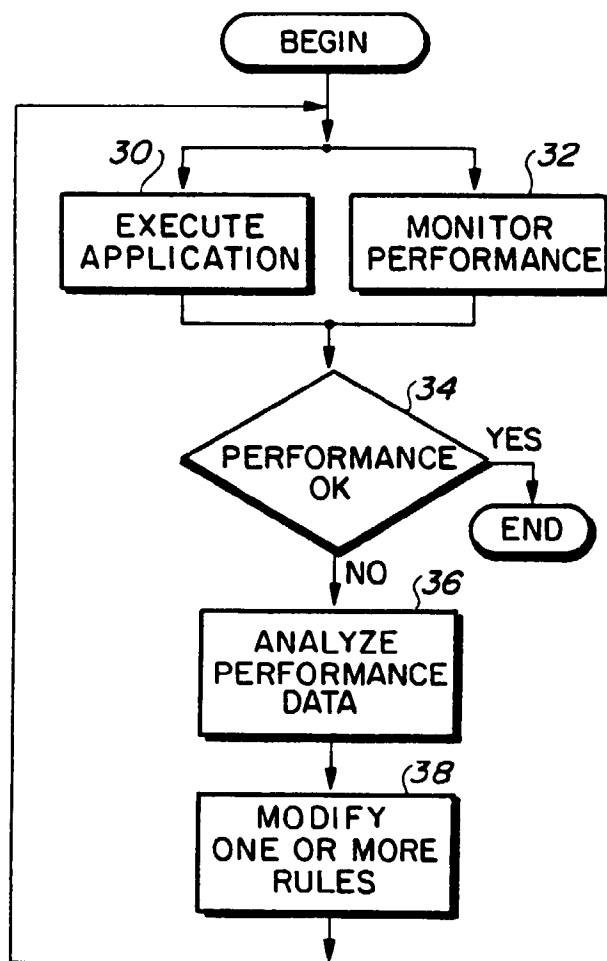 BEGIN
30
32
EXECUTE
APPLICATION
MONITOR
PERFORMANCE
34
PERFORMANCE
OK
YES
END
NO
36
ANALYZE
PERFORMANCE
DATA
38
MODIFY
ONE OR MORE
RULES